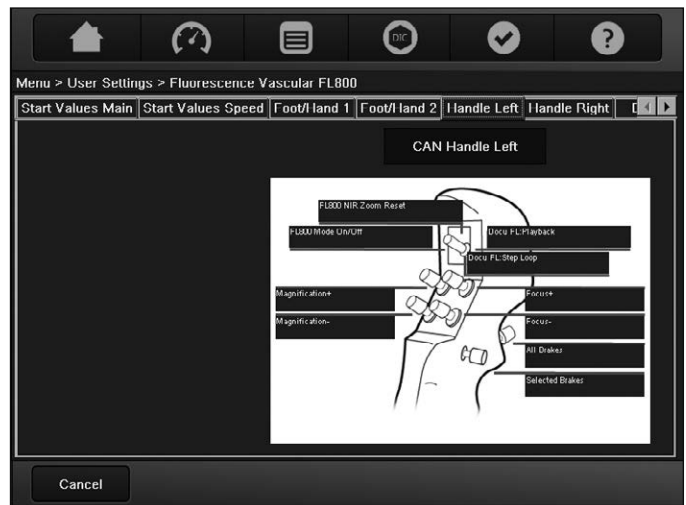 DIC
?
Menu > User Settings > Fluorescence Vascular FL800
Start Values Main Start Values Speed Foot/Hand 1 Foot/Hand 2 Handle Left Handle Right D
CAN Handle Left
FL800 NIR Zoom Reset
FL800 Mode On/Off Docu FL:Playback
Docu FL:Step Loop
Magnification+ Focus+
Magnification- Focus-
All Brakes
Selected Brakes
Cancel